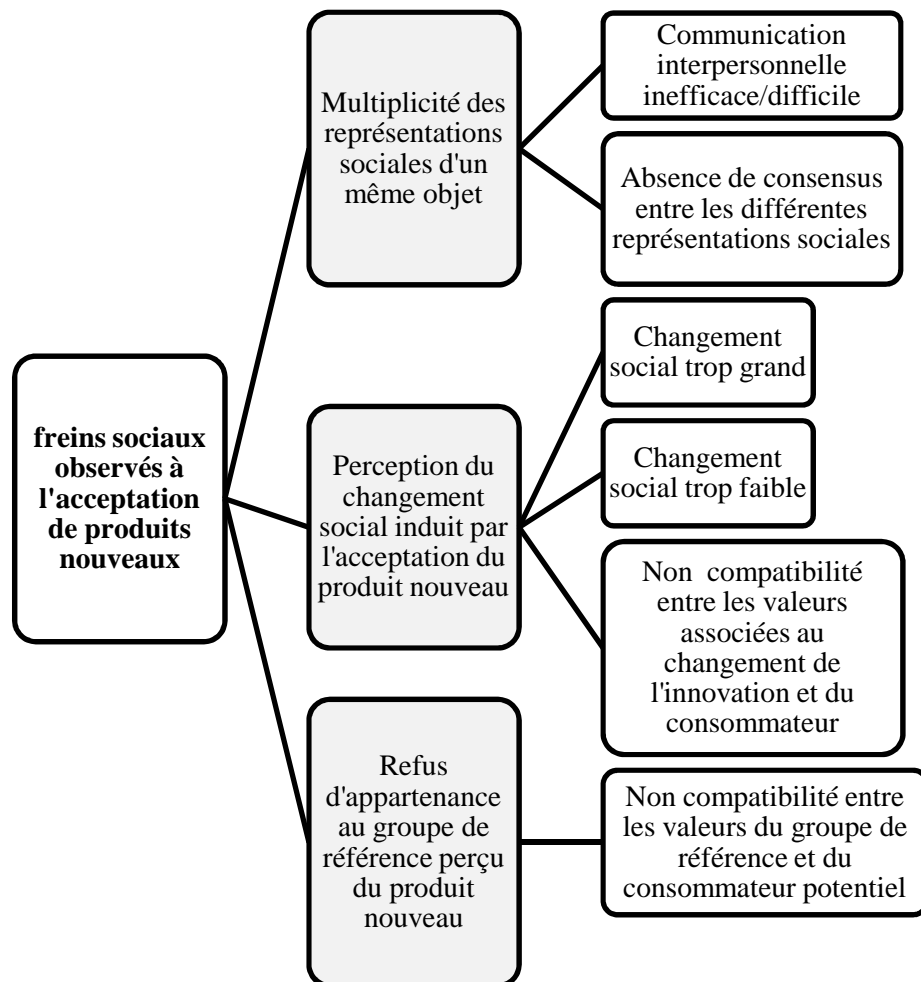 freins sociaux
observés à
l'acceptation
de produits
nouveaux
Multiplicité des
représentations
sociales d'un
même objet
Communication
interpersonnelle
inefficace/difficile
Absence de consensus
entre les différentes
représentations sociales
Perception du
changement
social induit par
l'acceptation du
produit nouveau
Changement
social trop grand
Changement
social trop faible
Non compatibilité
entre les valeurs
associées au
changement de
l'innovation et du
consommateur
Refus
d'appartenance
au groupe de
référence perçu
du produit
nouveau
Non compatibilité entre
les valeurs du groupe de
référence et du
consommateur potentiel